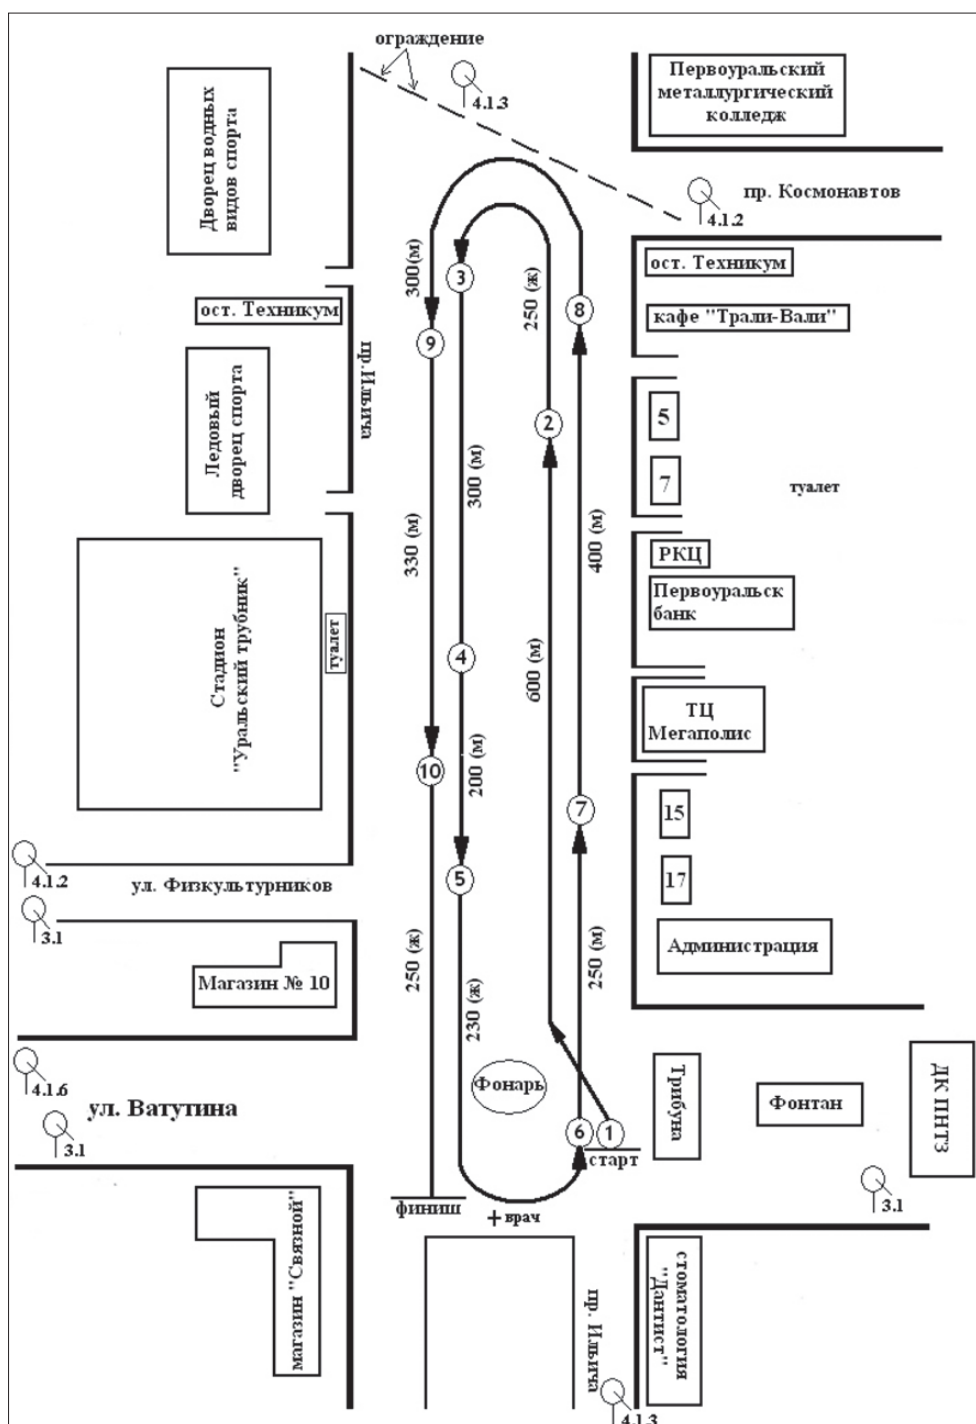 ограждение
4.1.3
Первоуральский
металлургический
колледж
Дворец водных
видов спорта
4.1.2
пр. Космонавтов
ост. Техникум
кафе "Трали-Вали"
ост. Техникум
пр.Ильича
Ледовый
дворец спорта
300(м)
3
250 (ж)
8
9
2
5
7
туалет
300 (м)
330 (м)
400 (м)
РКЦ
Первоуральск
банк
Стадион
"Уральский трубник"
туалет
4
600 (м)
ТЦ
Мегаполис
10
200 (м)
7
15
17
5
4.1.2
ул. Физкультурников
3.1
Магазин № 10
250 (ж)
230 (ж)
250 (м)
Администрация
4.1.6
ул. Ватутина
3.1
Фонарь
Трибуна
Фонтан
ДК ПНТЗ
6
1
старт
финиш
+ врач
3.1
магазин "Связной"
пр. Ильича
стоматология
"Дантист"
4.1.3